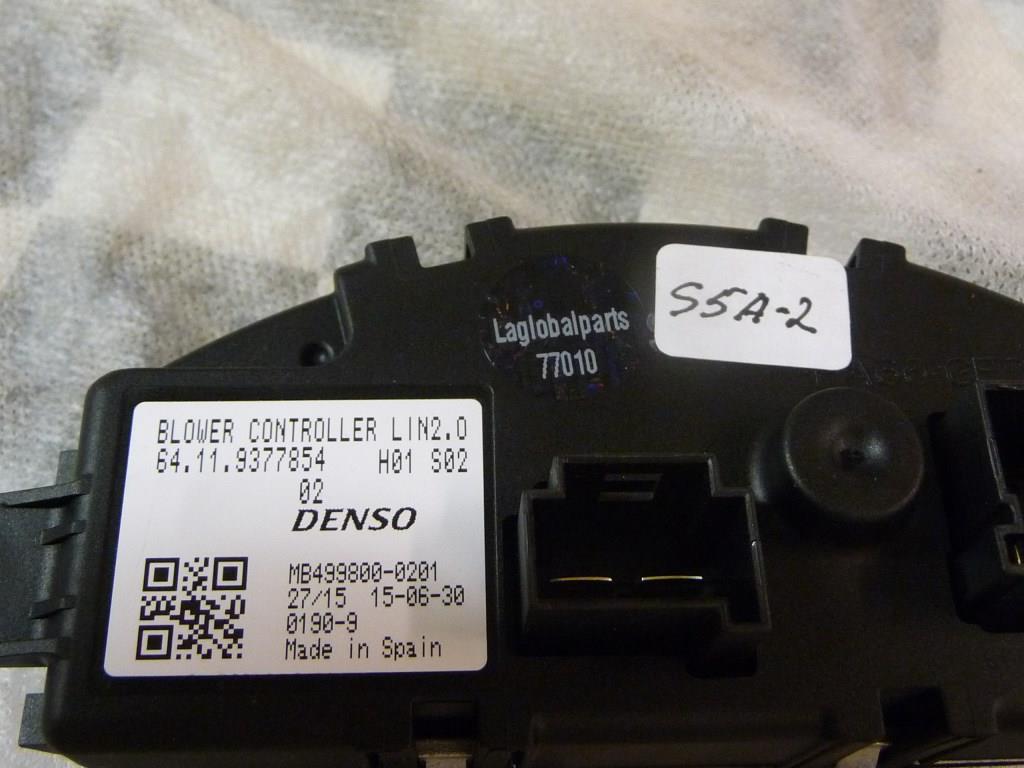 Laglobalparts
77010
S5A-2
BLOWER CONTROLLER LIN2.0
64.11.9377854 H01 S02
02
DENSO
MB499800-0201
27/15 15-06-30
0190-9
Made in Spain